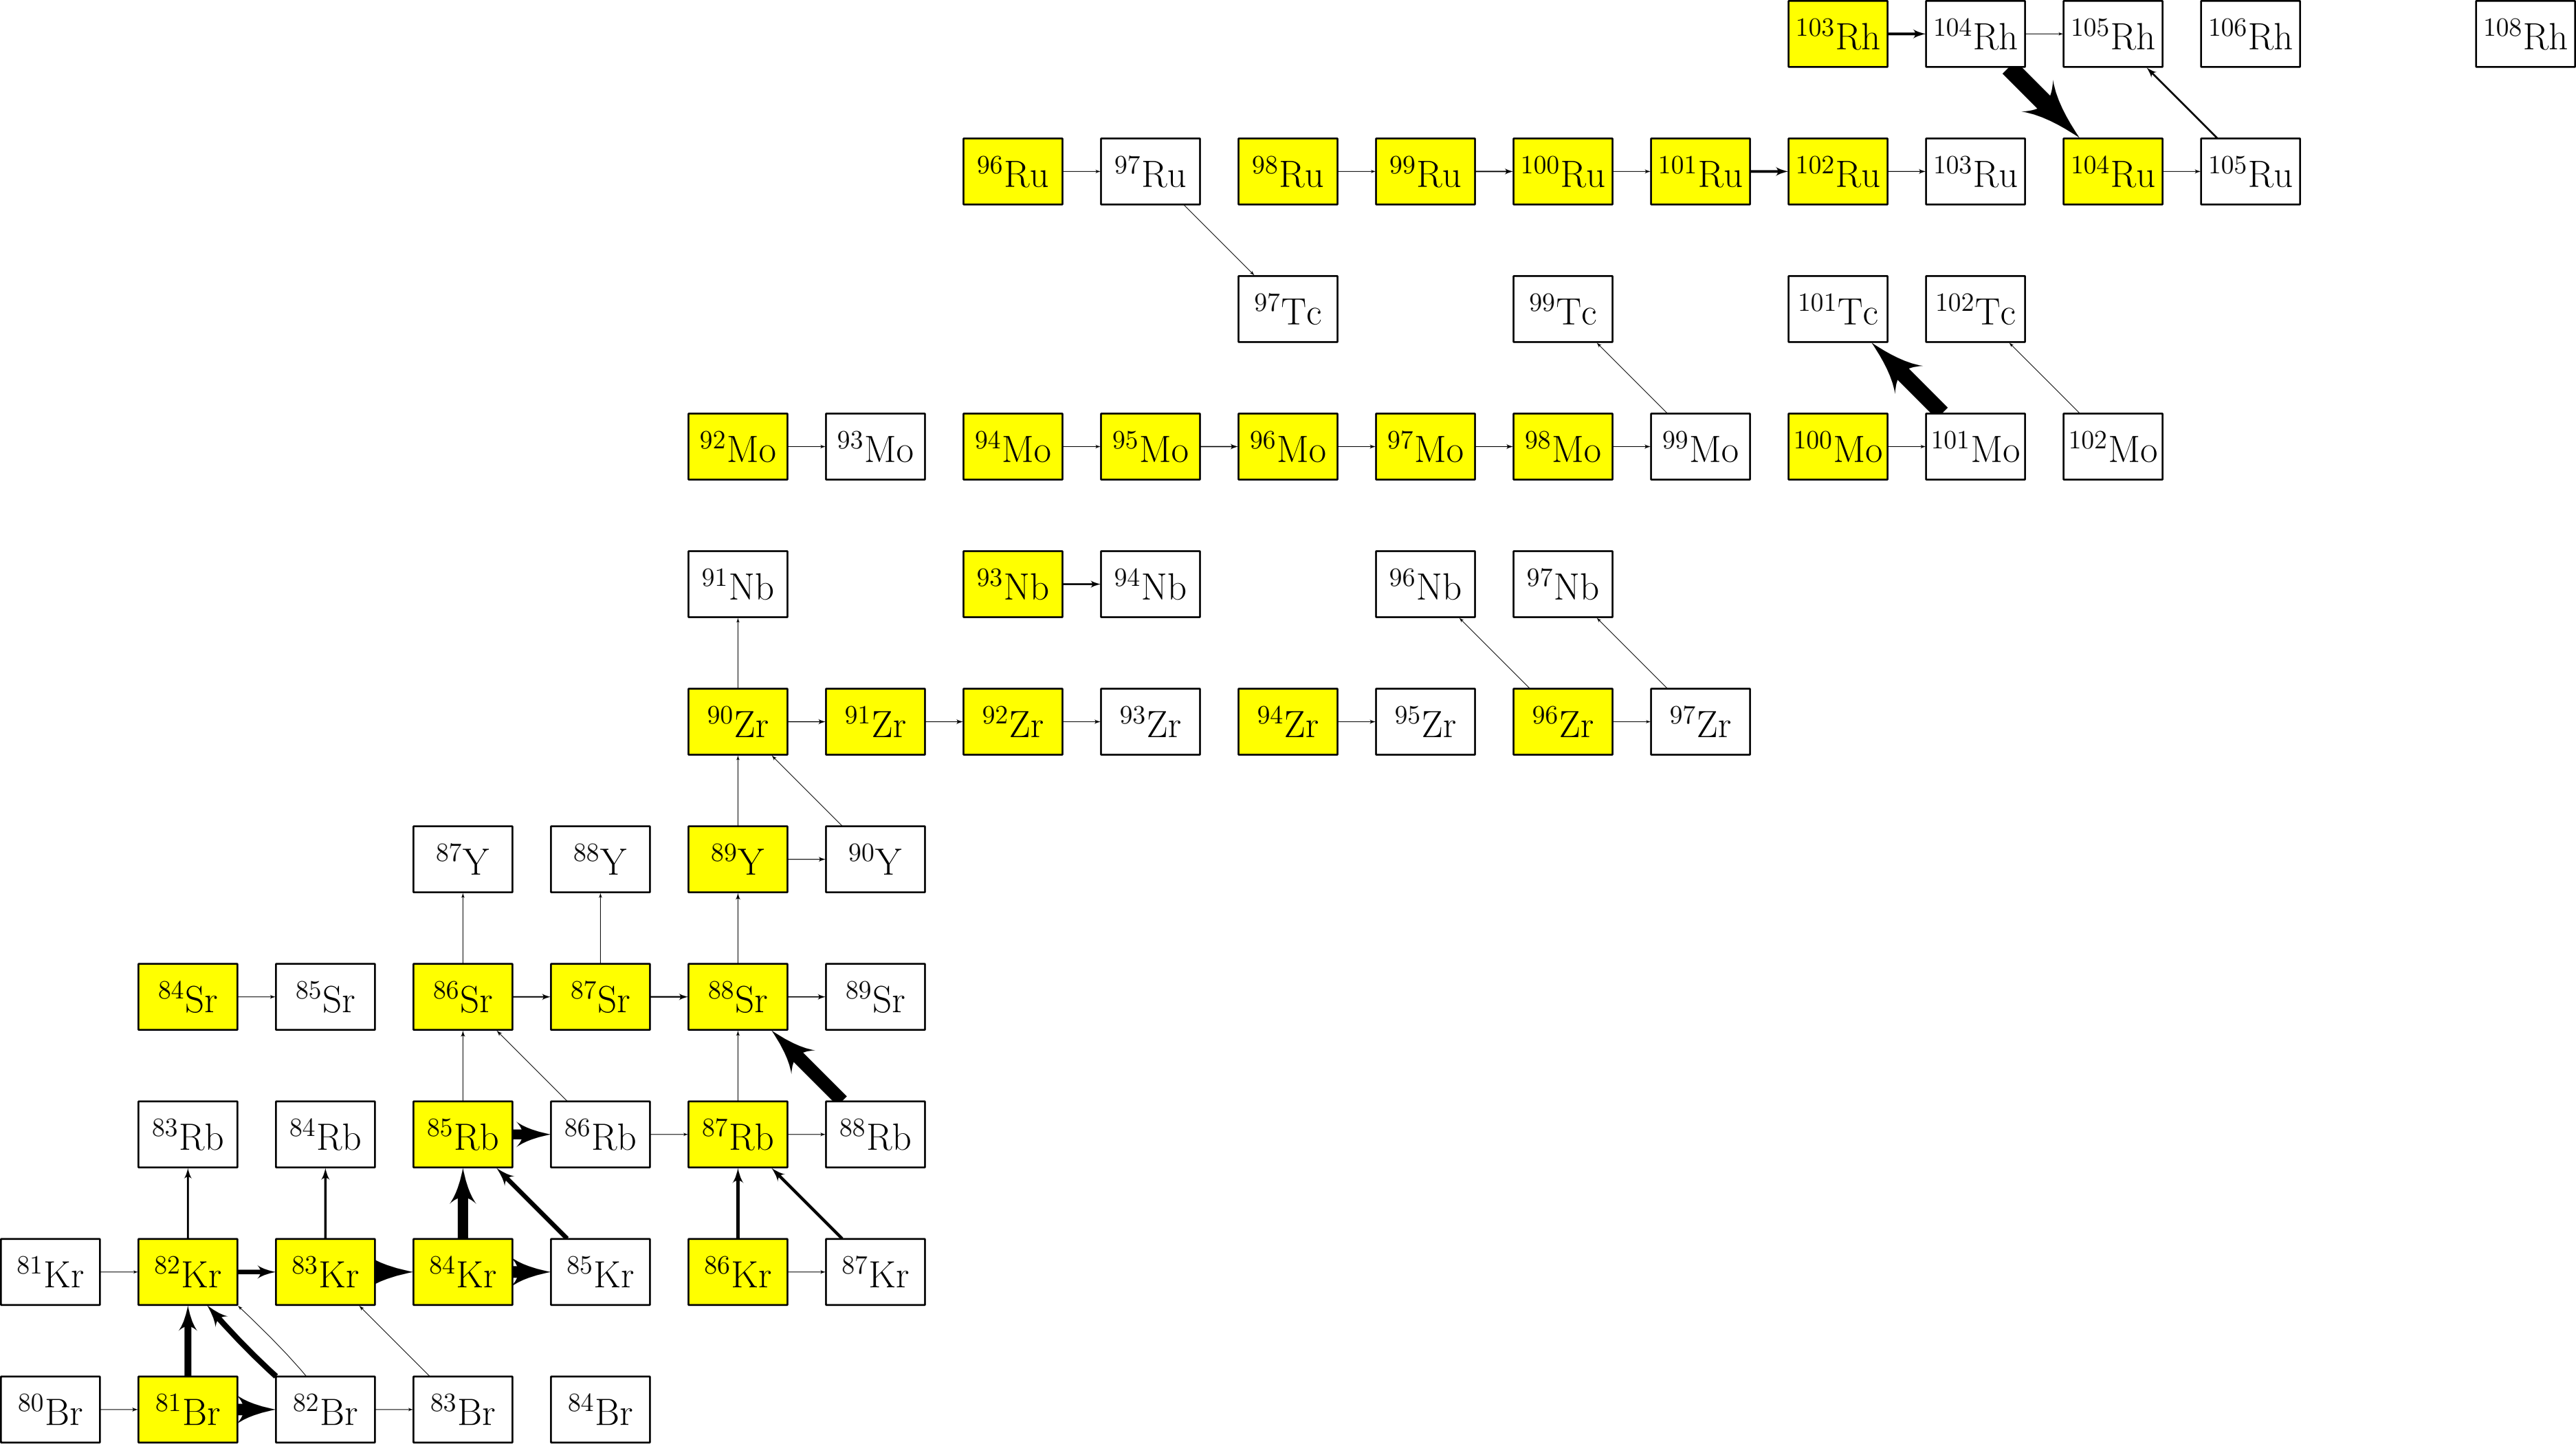 103Rh 104Rh 105Rh 106Rh 108Rh
96Ru 97Ru 98Ru 99Ru 100Ru 101Ru 102Ru 103Ru 104Ru 105Ru
97Tc 99Tc 101Tc 102Tc
92Mo 93Mo 94Mo 95Mo 96Mo 97Mo 98Mo 99Mo 100Mo 101Mo 102Mo
91Nb 93Nb 94Nb 96Nb 97Nb
90Zr 91Zr 92Zr 93Zr 94Zr 95Zr 96Zr 97Zr
87Y 88Y 89Y 90Y
84Sr 85Sr 86Sr 87Sr 88Sr 89Sr
83Rb 84Rb 85Rb 86Rb 87Rb 88Rb
81Kr 82Kr 83Kr 84Kr 85Kr 86Kr 87Kr
80Br 81Br 82Br 83Br 84Br